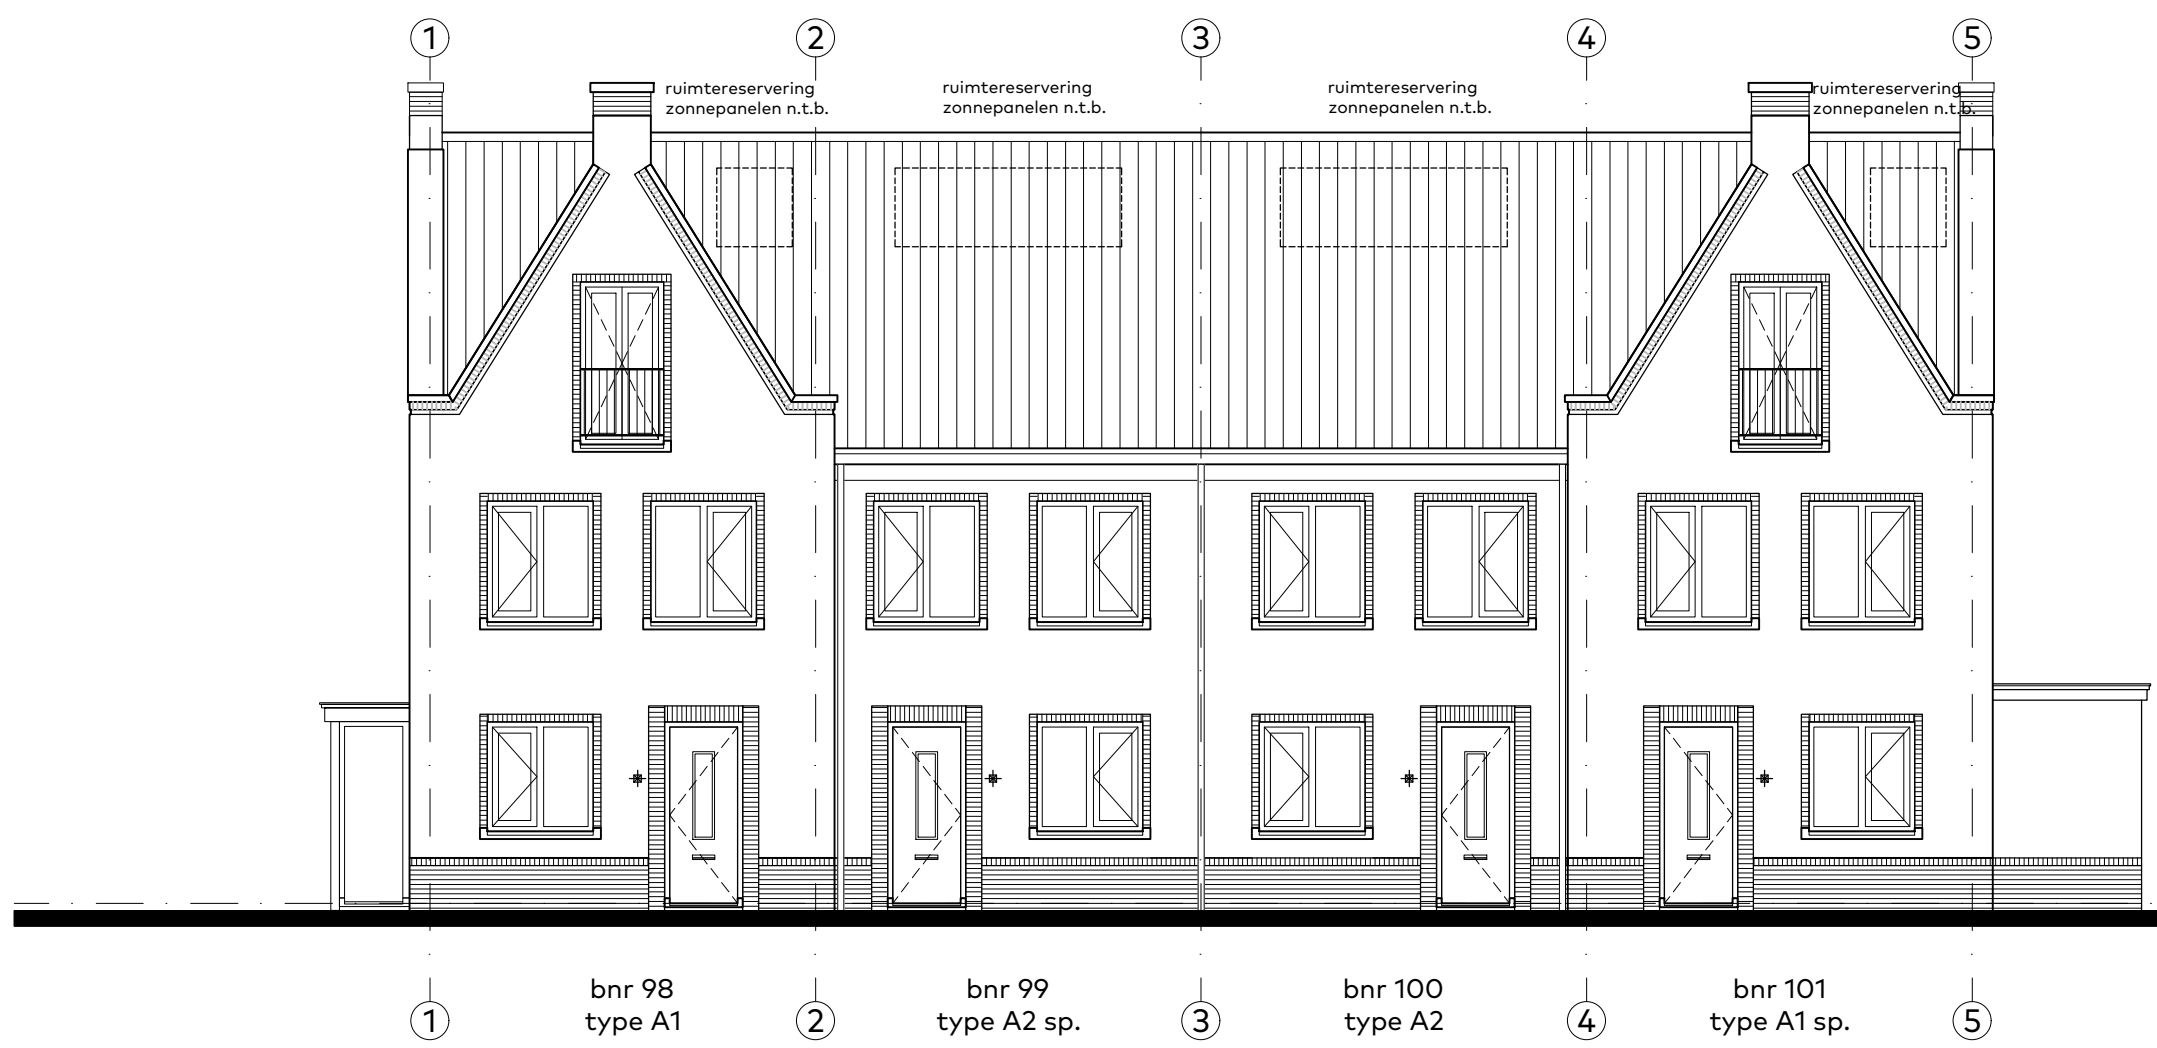 1
2
3
4
5
ruimtereservering
zonnepanelen n.t.b.
ruimtereservering
zonnepanelen n.t.b.
ruimtereservering
zonnepanelen n.t.b.
ruimtereservering
zonnepanelen n.t.b.
bnr 98
type A1
bnr 99
type A2 sp.
bnr 100
type A2
bnr 101
type A1 sp.
1
2
3
4
5